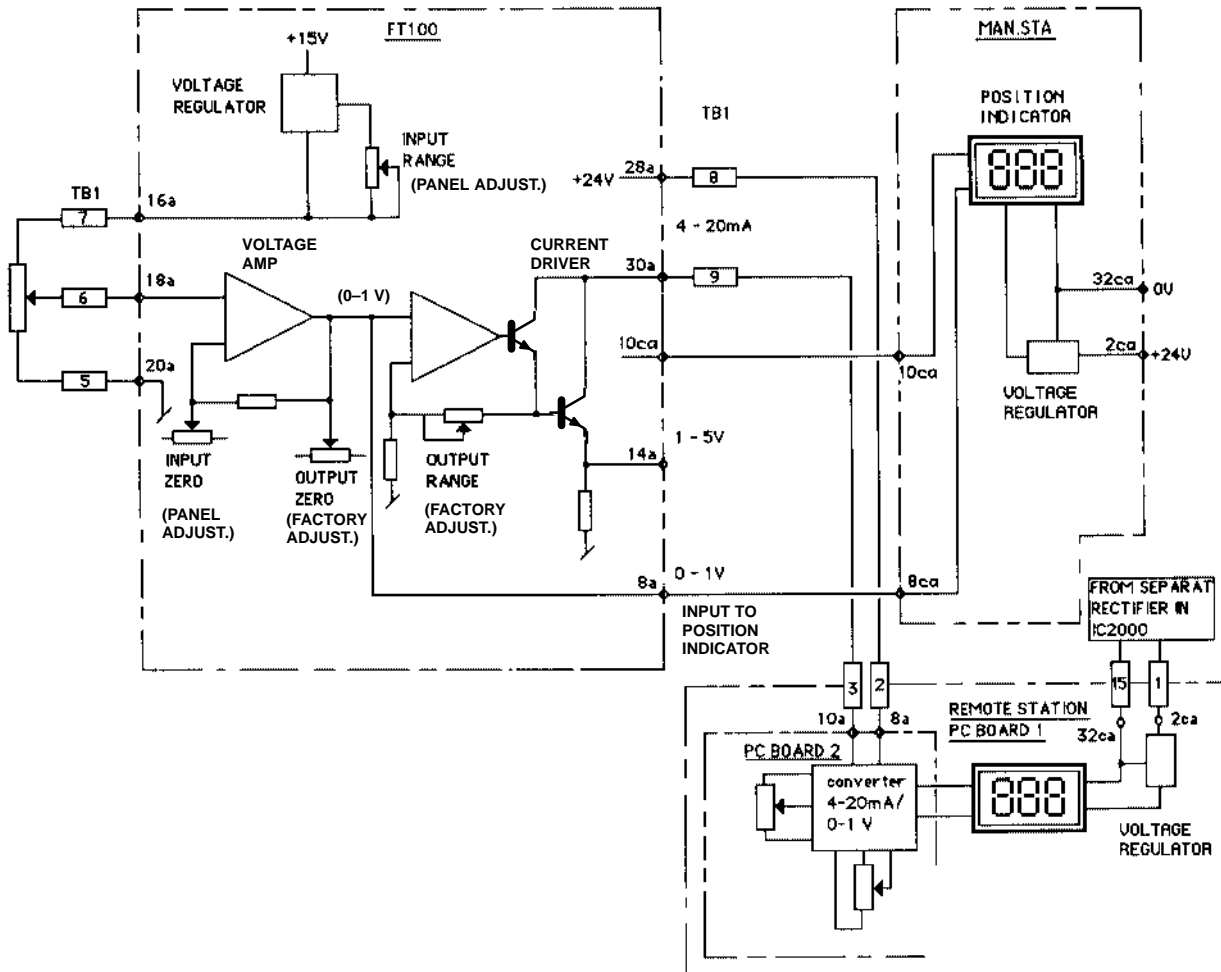 FT100
+15V
VOLTAGE
REGULATOR
INPUT
RANGE
(PANEL ADJUST.)
TB1
7
16a
6
18a
5
20a
VOLTAGE
AMP
(0–1 V)
CURRENT
DRIVER
INPUT
ZERO
(PANEL
ADJUST.)
OUTPUT
ZERO
(FACTORY
ADJUST.)
OUTPUT
RANGE
(FACTORY
ADJUST.)
TB1
+24V
28a
8
4 - 20mA
30a
9
10ca
1 - 5V
14a
0 - 1V
8a
INPUT TO
POSITION
INDICATOR
MAN.STA
POSITION
INDICATOR
888
32ca
0V
2ca
+24V
VOLTAGE
REGULATOR
10ca
8ca
FROM SEPARAT
RECTIFIER IN
IC2000
3
2
15
1
10a
8a
REMOTE STATION
PC BOARD 1
32ca
2ca
PC BOARD 2
converter
4-20mA/
0-1 V
888
VOLTAGE
REGULATOR